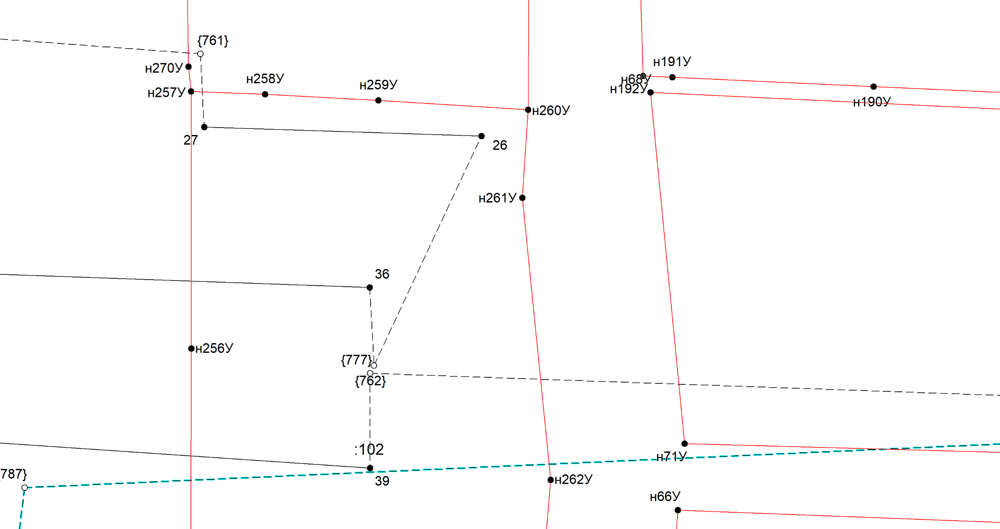 {761}
н191У
н270У
н258У
н68У
н259У
н192У
н257У
н190У
н260У
27
26
н261У
36
н256У
{777}
{762}
:102
н71У
787}
39
н262У
н66У